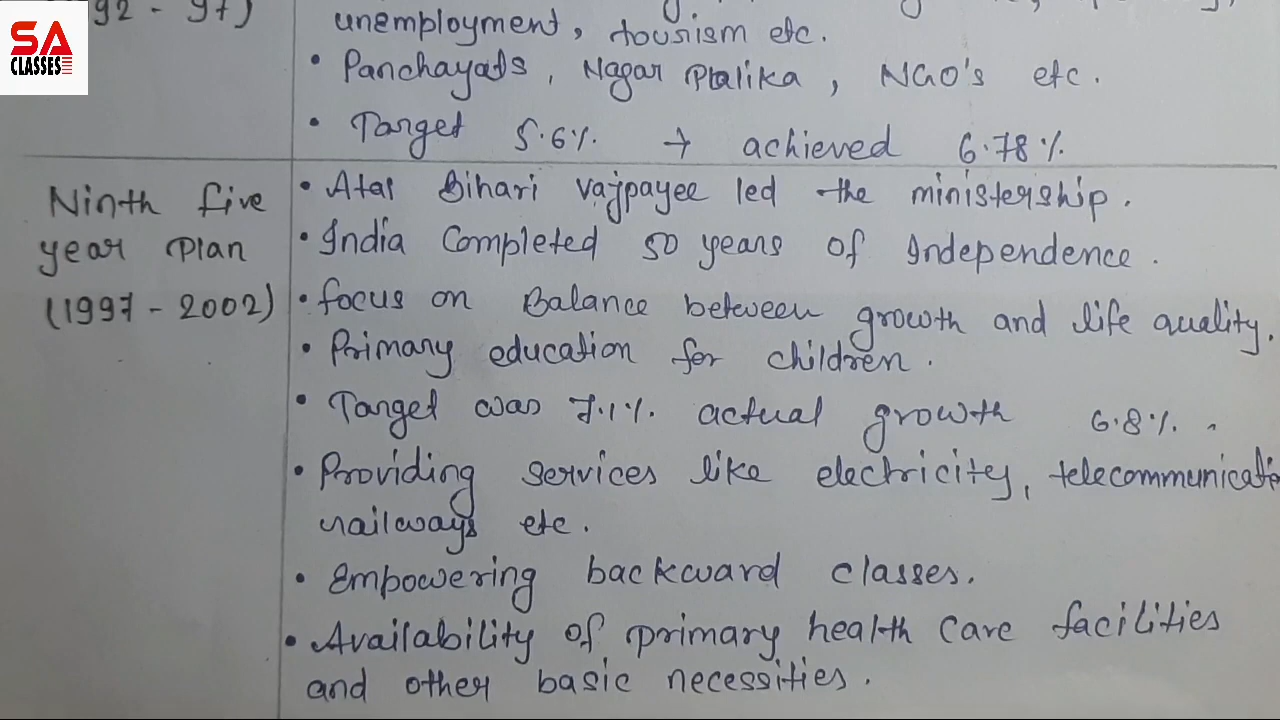 SA
CLASSES
92 - 97)
unemployment, tourism etc.
• Panchayats, Nagar Palika, NGO's etc.
• Target 5.6% → achieved 6.78%
Ninth five
year Plan
(1997 - 2002)
• Atal Bihari Vajpayee led the ministership.
• India Completed 50 years of Independence.
• focus on Balance between growth and life quality.
• Primary education for children.
• Target was 7.1% actual growth 6.8%.
• Providing services like electricity, telecommunicatio
railways etc.
• Empowering backward classes.
• Availability of primary health care facilities
and other basic necessities.